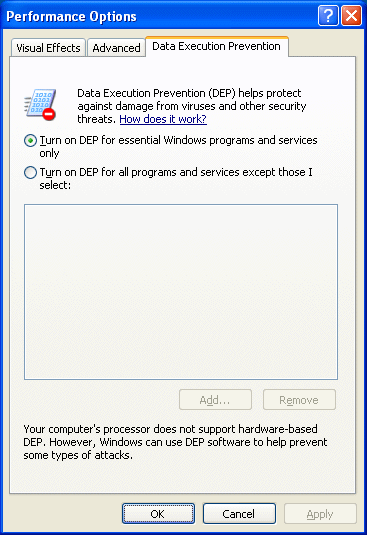 Performance Options
Visual Effects
Advanced
Data Execution Prevention
Data Execution Prevention (DEP) helps protect
against damage from viruses and other security
threats. How does it work?
Turn on DEP for essential Windows programs and services
only
Turn on DEP for all programs and services except those I
select:
Add...
Remove
Your computer's processor does not support hardware-based
DEP. However, Windows can use DEP software to help prevent
some types of attacks.
OK
Cancel
Apply